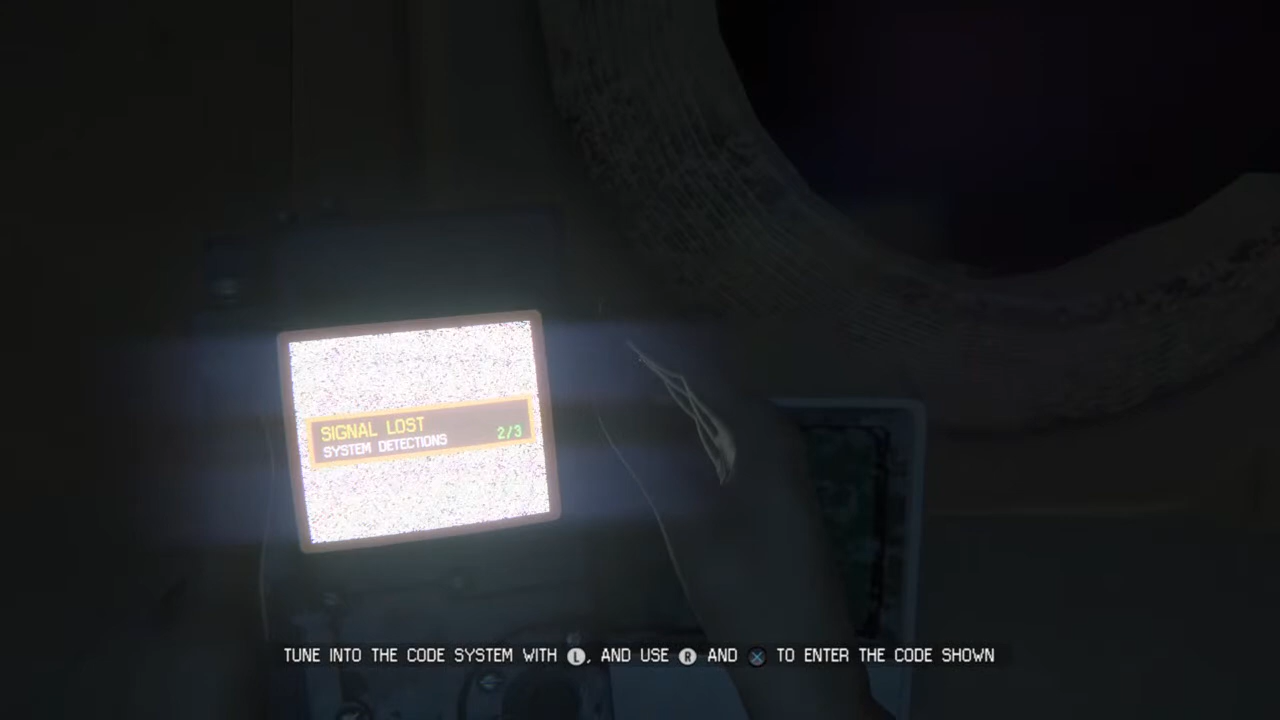 SIGNAL LOST
SYSTEM DETECTIONS 2/3
TUNE INTO THE CODE SYSTEM WITH L, AND USE R AND X TO ENTER THE CODE SHOWN